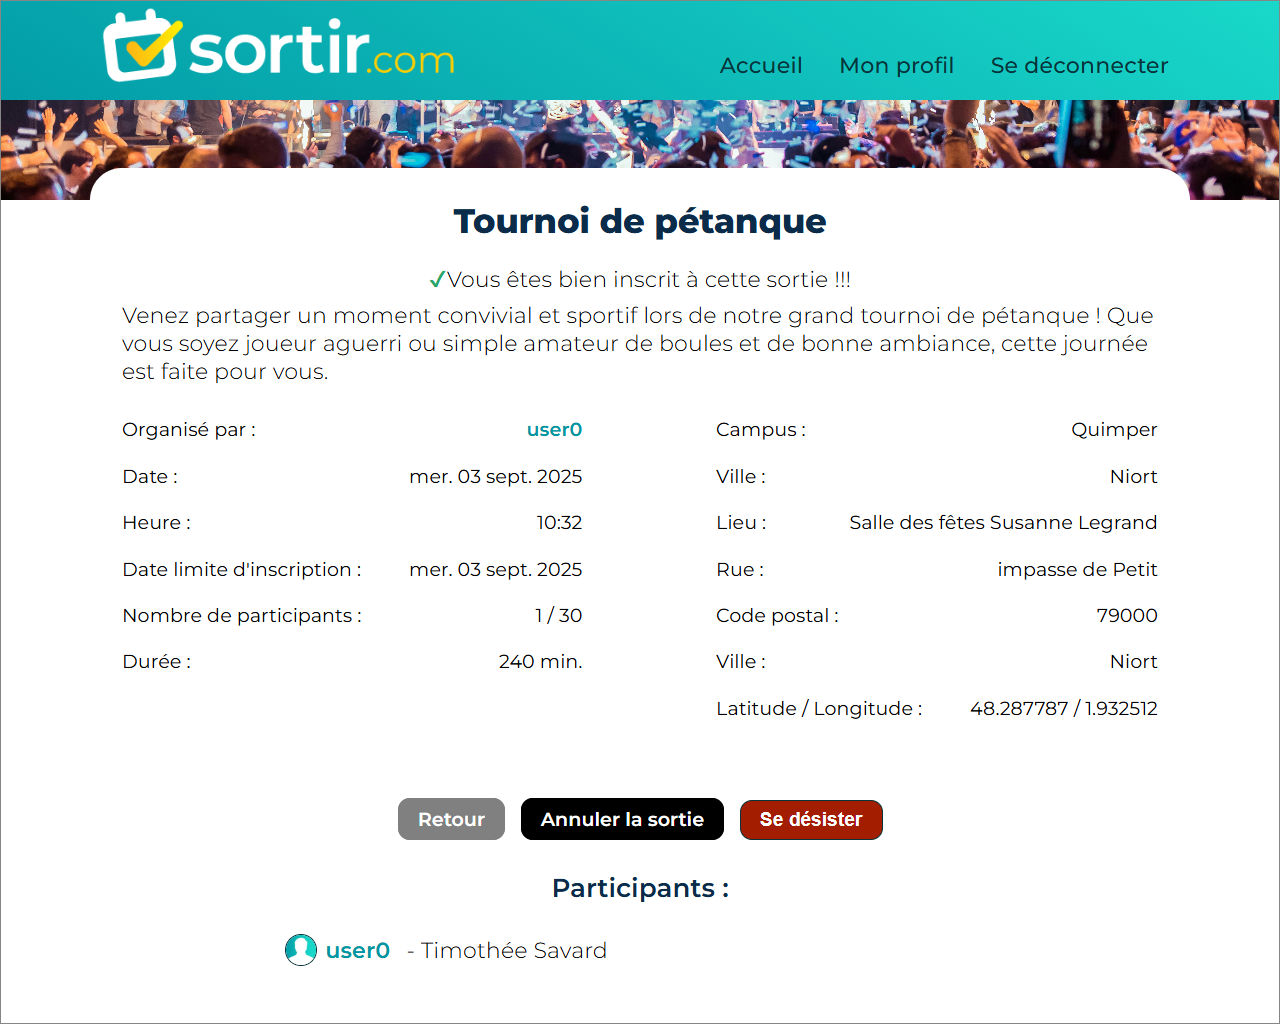 sortir.com
Accueil Mon profil Se déconnecter
Tournoi de pétanque
✓Vous êtes bien inscrit à cette sortie !!!
Venez partager un moment convivial et sportif lors de notre grand tournoi de pétanque ! Que
vous soyez joueur aguerri ou simple amateur de boules et de bonne ambiance, cette journée
est faite pour vous.
Organisé par : user0
Date : mer. 03 sept. 2025
Heure : 10:32
Date limite d'inscription : mer. 03 sept. 2025
Nombre de participants : 1 / 30
Durée : 240 min.
Campus : Quimper
Ville : Niort
Lieu : Salle des fêtes Susanne Legrand
Rue : impasse de Petit
Code postal : 79000
Ville : Niort
Latitude / Longitude : 48.287787 / 1.932512
Retour Annuler la sortie Se désister
Participants :
user0 - Timothée Savard